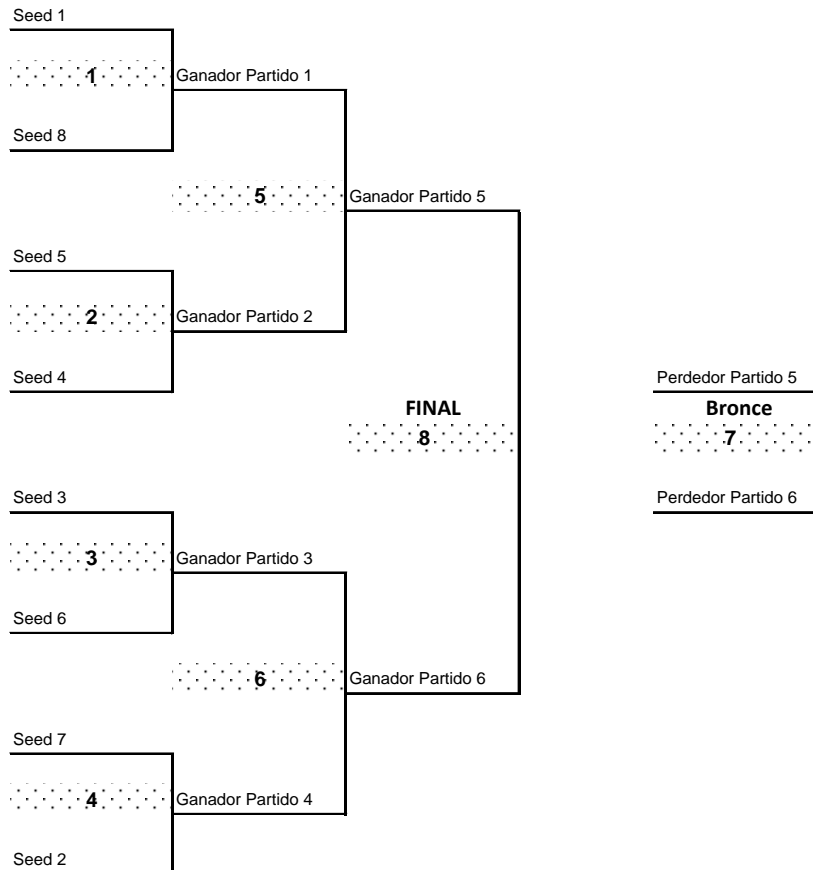 Seed 1
1
Ganador Partido 1
Seed 8
5
Ganador Partido 5
Seed 5
2
Ganador Partido 2
Seed 4
Perdedor Partido 5
FINAL
Bronce
8
7
Seed 3
Perdedor Partido 6
3
Ganador Partido 3
Seed 6
6
Ganador Partido 6
Seed 7
4
Ganador Partido 4
Seed 2